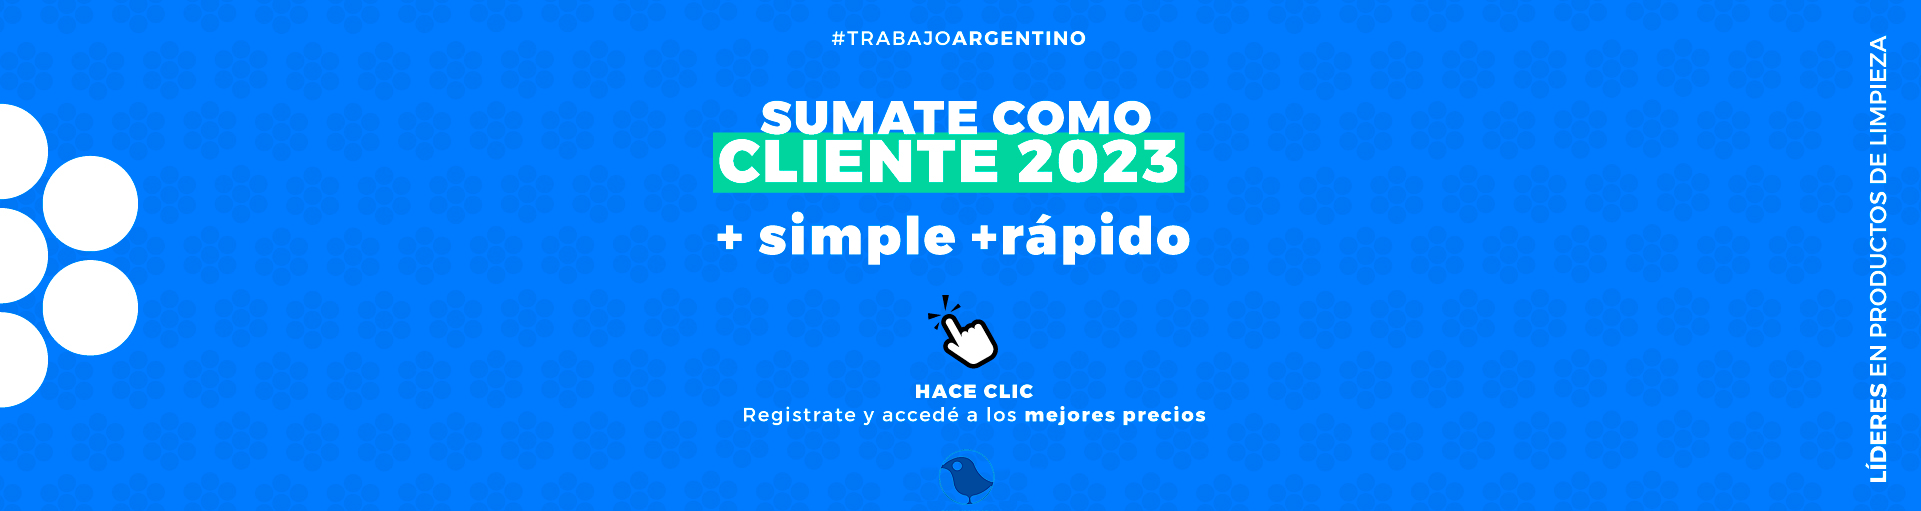 #TRABAJOARGENTINO
SUMATE COMO
CLIENTE 2023
+ simple +rápido
HACE CLIC
Registrate y accedé a los mejores precios
LÍDERES EN PRODUCTOS DE LIMPIEZA